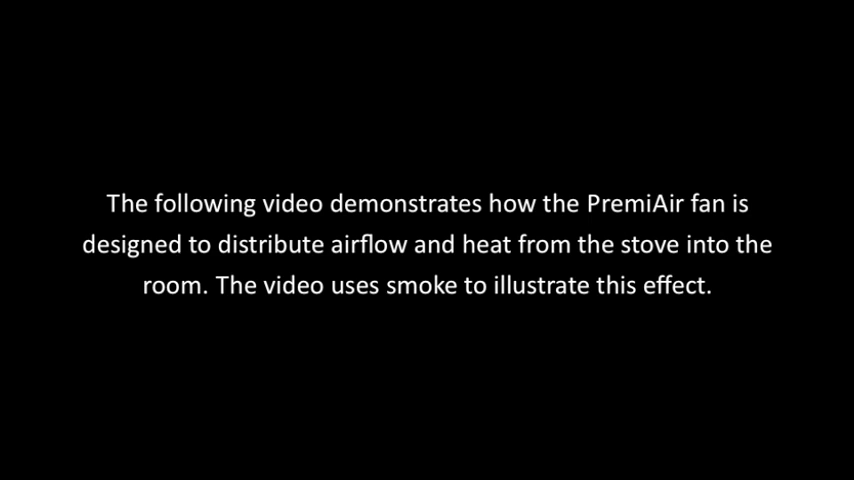 The following video demonstrates how the PremiAir fan is
designed to distribute airflow and heat from the stove into the
room. The video uses smoke to illustrate this effect.